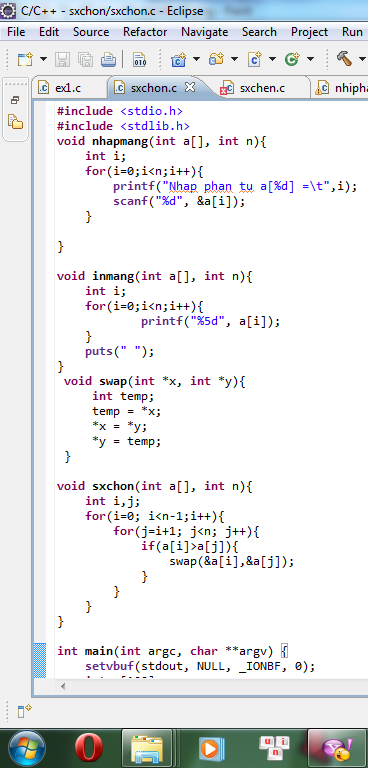 C/C++ - sxchon/sxchon.c - Eclipse
File Edit Source Refactor Navigate Search Project Run
ex1.c sxchon.c sxchen.c nhipha
#include <stdio.h>
#include <stdlib.h>
void nhapmang(int a[], int n){
int i;
for(i=0;i<n;i++){
printf("Nhap phan tu a[%d] =\t",i);
scanf("%d", &a[i]);
}
}
void inmang(int a[], int n){
int i;
for(i=0;i<n;i++){
printf("%5d", a[i]);
}
puts(" ");
}
void swap(int *x, int *y){
int temp;
temp = *x;
*x = *y;
*y = temp;
}
void sxchon(int a[], int n){
int i,j;
for(i=0; i<n-1;i++){
for(j=i+1; j<n; j++){
if(a[i]>a[j]){
swap(&a[i],&a[j]);
}
}
}
}
int main(int argc, char **argv) {
setvbuf(stdout, NULL, _IONBF, 0);